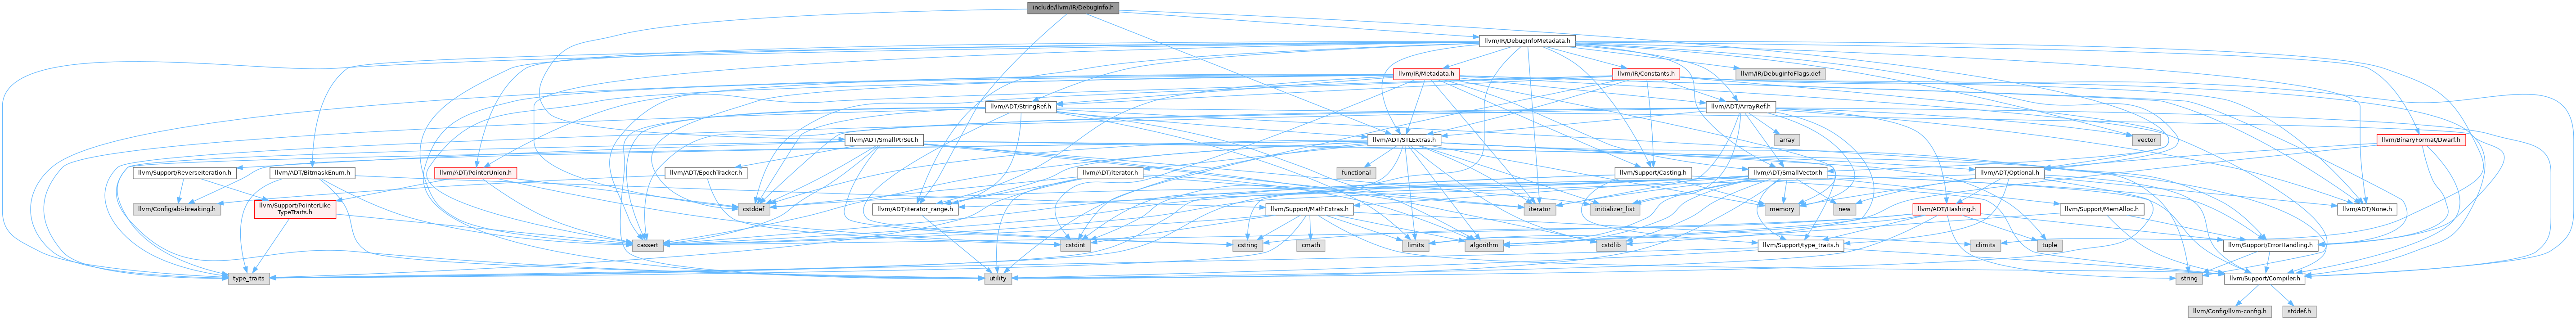 include/llvm/IR/DebugInfo.h
llvm/IR/DebugInfoMetadata.h
llvm/IR/Metadata.h
llvm/IR/Constants.h
llvm/IR/DebugInfoFlags.def
llvm/ADT/StringRef.h
llvm/ADT/ArrayRef.h
llvm/ADT/SmallPtrSet.h
llvm/ADT/STLExtras.h
array
vector
llvm/BinaryFormat/Dwarf.h
llvm/Support/ReverseIteration.h
llvm/ADT/BitmaskEnum.h
llvm/ADT/PointerUnion.h
llvm/ADT/EpochTracker.h
functional
llvm/ADT/iterator.h
llvm/Support/Casting.h
llvm/ADT/SmallVector.h
llvm/ADT/Optional.h
llvm/Config/abi-breaking.h
llvm/Support/PointerLike
TypeTraits.h
cstddef
llvm/ADT/iterator_range.h
llvm/Support/MathExtras.h
iterator
initializer_list
memory
new
llvm/ADT/Hashing.h
llvm/Support/MemAlloc.h
llvm/ADT/None.h
cassert
cstdint
cstring
cmath
limits
algorithm
cstdlib
llvm/Support/type_traits.h
climits
tuple
llvm/Support/ErrorHandling.h
type_traits
utility
string
llvm/Support/Compiler.h
llvm/Config/llvm-config.h
stddef.h